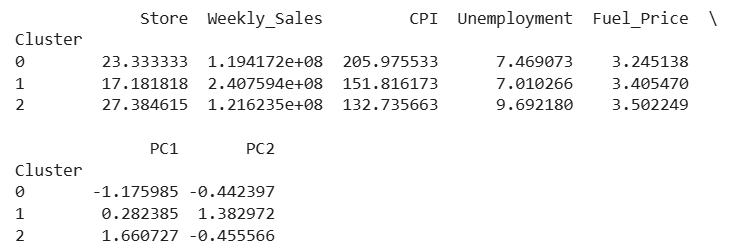 Store Weekly_Sales CPI Unemployment Fuel_Price \
Cluster
0 23.333333 1.194172e+08 205.975533 7.469073 3.245138
1 17.181818 2.407594e+08 151.816173 7.010266 3.405470
2 27.384615 1.216235e+08 132.735663 9.692180 3.502249
PC1 PC2
Cluster
0 -1.175985 -0.442397
1 0.282385 1.382972
2 1.660727 -0.455566